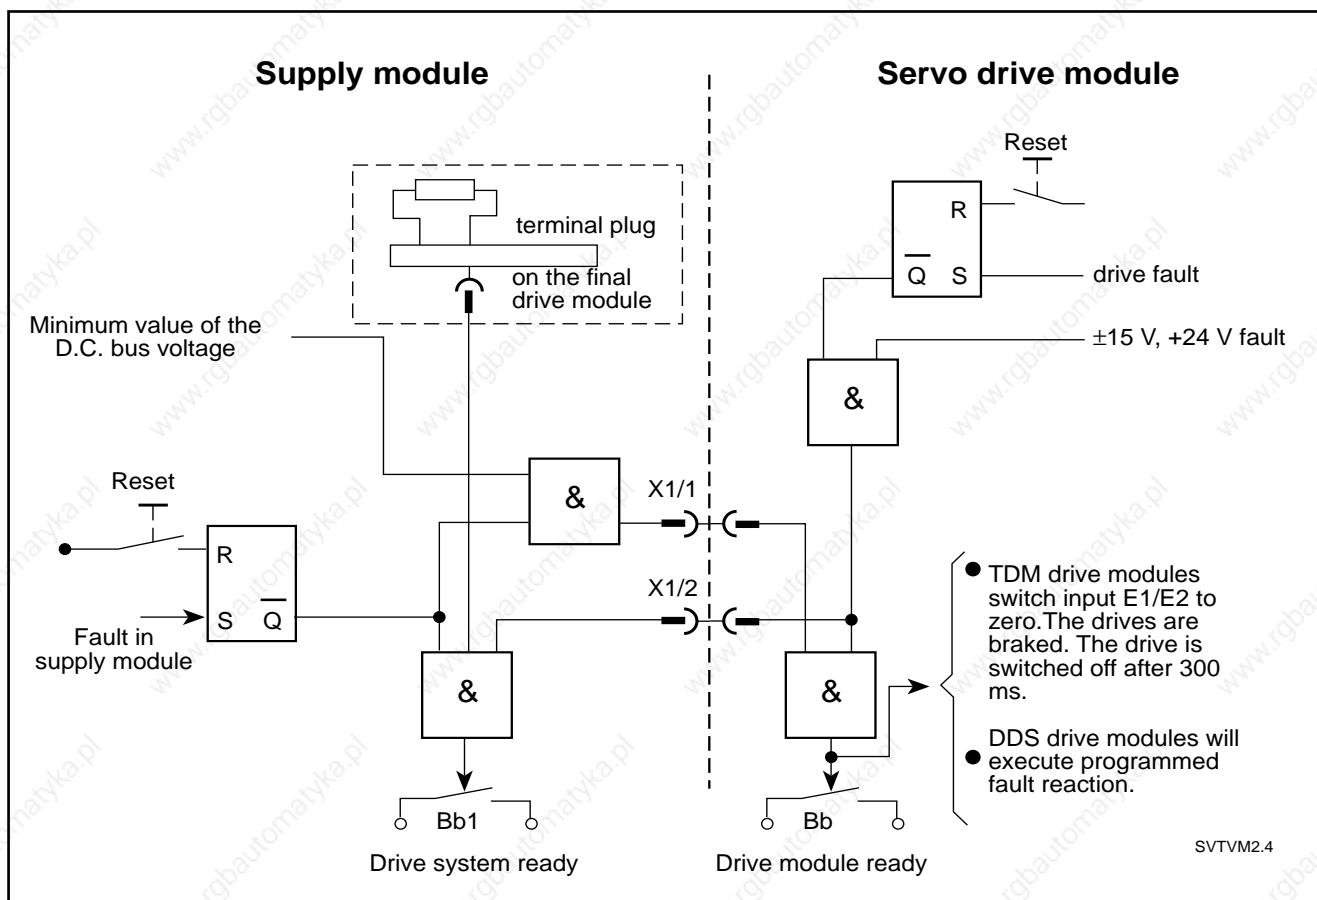 Supply module
Servo drive module
Reset
terminal plug
on the final
drive module
R
Q S
drive fault
Minimum value of the
D.C. bus voltage
±15 V, +24 V fault
&
Reset
&
X1/1
R
S Q
Fault in
supply module
X1/2
&
&
TDM drive modules
switch input E1/E2 to
zero.The drives are
braked. The drive is
switched off after 300
ms.
DDS drive modules will
execute programmed
fault reaction.
Bb1
Drive system ready
Bb
Drive module ready
SVTVM2.4
www.rgbautomatyka.pl